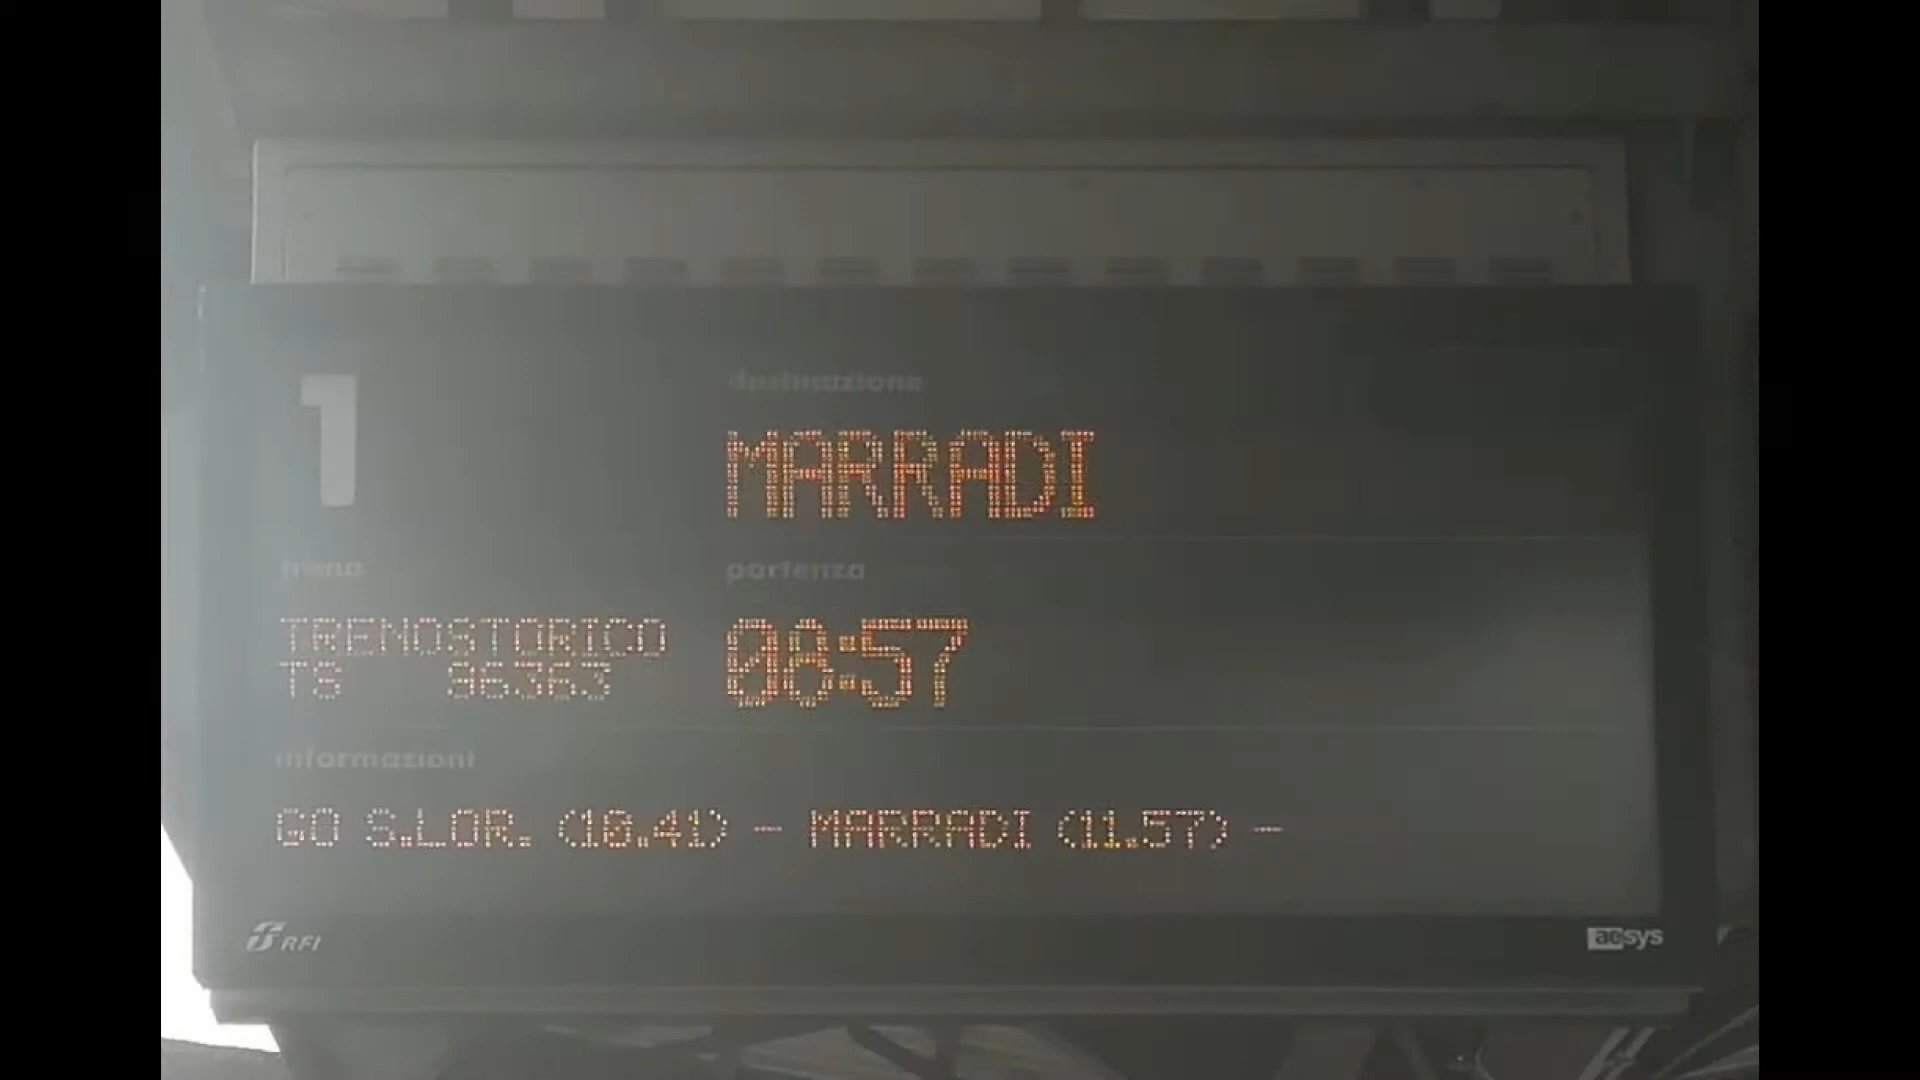 1
destinazione
MARRADI
treno
partenza
TRENOSTORICO
TS 96363
08:57
informazioni
GO S.LOR. (10.41) - MARRADI (11.57) -
RFI
aesys